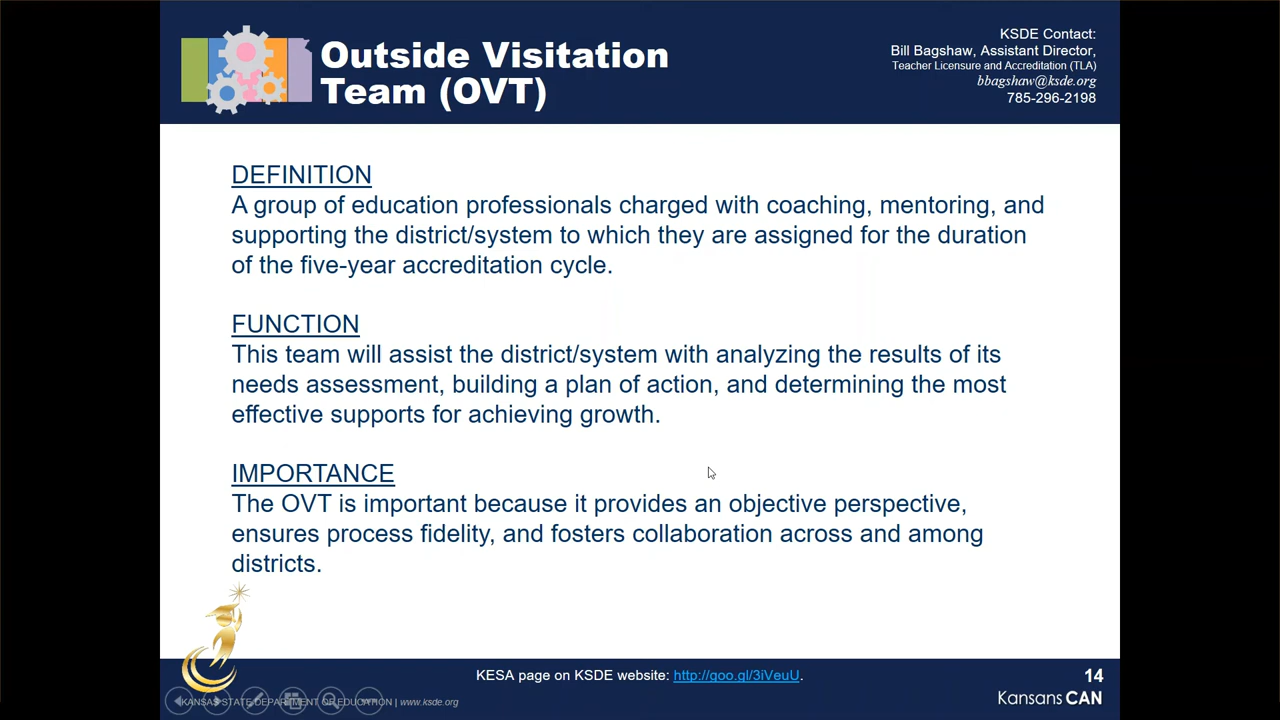 Outside Visitation
Team (OVT)
KSDE Contact:
Bill Bagshaw, Assistant Director,
Teacher Licensure and Accreditation (TLA)
bbagshaw@ksde.org
785-296-2198
DEFINITION
A group of education professionals charged with coaching, mentoring, and
supporting the district/system to which they are assigned for the duration
of the five-year accreditation cycle.
FUNCTION
This team will assist the district/system with analyzing the results of its
needs assessment, building a plan of action, and determining the most
effective supports for achieving growth.
IMPORTANCE
The OVT is important because it provides an objective perspective,
ensures process fidelity, and fosters collaboration across and among
districts.
KESA page on KSDE website: http://goo.gl/3iVeuU.
14
KANSAS STATE DEPARTMENT OF EDUCATION | www.ksde.org
KansansCAN